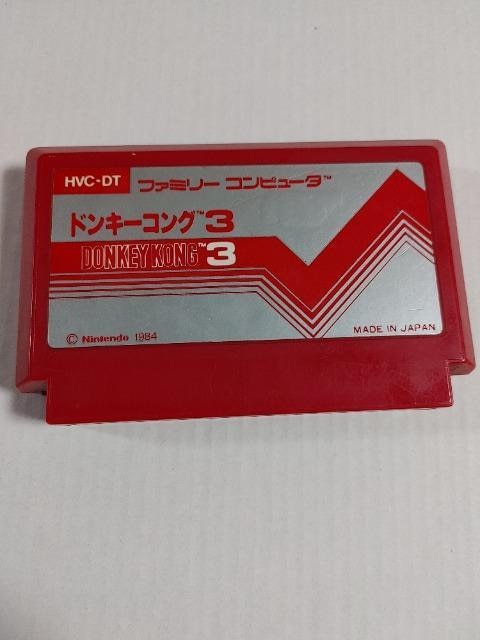 HVC-DT ファミリー コンピュータ™
ドンキーコング™3
DONKEY KONG™3
© Nintendo 1984
MADE IN JAPAN